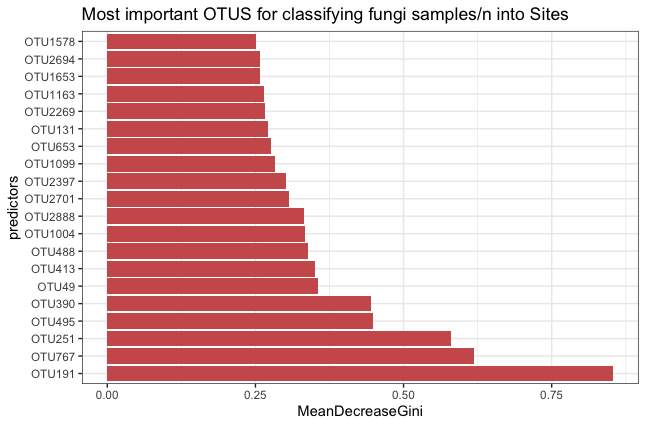 Most important OTUS for classifying fungi samples/n into Sites
OTU1578
OTU2694
OTU1653
OTU1163
OTU2269
OTU131
OTU653
OTU1099
OTU2397
OTU2701
OTU2888
OTU1004
OTU488
OTU413
OTU49
OTU390
OTU495
OTU251
OTU767
OTU191
predictors
0.00 0.25 0.50 0.75
MeanDecreaseGini